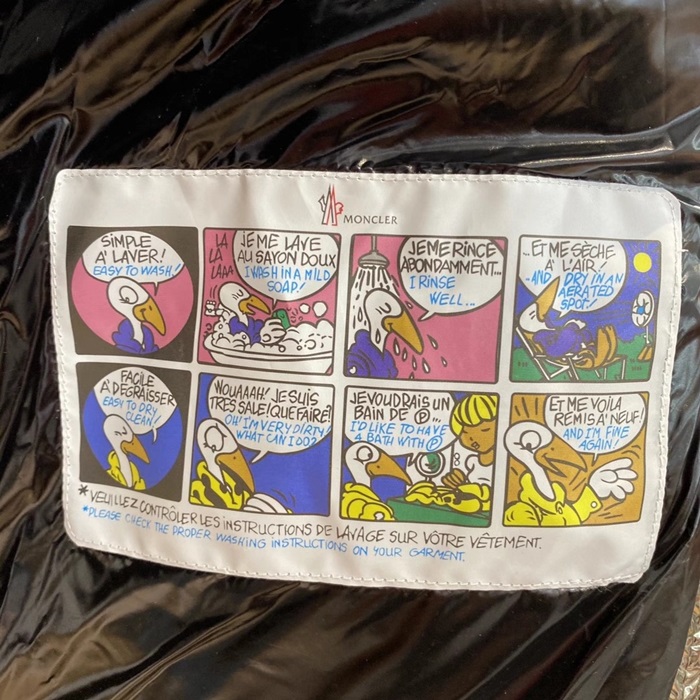 MONCLER
SIMPLE
A' LAVER!
EASY TO WASH!
LA
LÀ
LAAA
JE ME LAVE
AU SAVON DOUX
I WASH IN A MILD
SOAP!
JE ME RINCE
ABONDAMMENT...
I RINSE
WELL...
...ET ME SÈCHE
A' L'AIR!
...AND DRY IN AN
AERATED
SPOT.
FACILE
A' DEGRAISSER
EASY TO DRY
CLEAN!
WOUAAAH! JE SUIS
TRES SALE! QUE FAIRE?
OH! I'M VERY DIRTY
WHAT CAN I DO?
JE VOUDRAIS UN
BAIN DE Ⓟ...
I'D LIKE TO HAVE
A BATH WITH Ⓟ
ET ME VOILA
REMIS A' NEUF!
AND I'M FINE
AGAIN!
*VEUILLEZ CONTRÔLER LES INSTRUCTIONS DE LAVAGE SUR VÔTRE VÊTEMENT.
*PLEASE CHECK THE PROPER WASHING INSTRUCTIONS ON YOUR GARMENT.